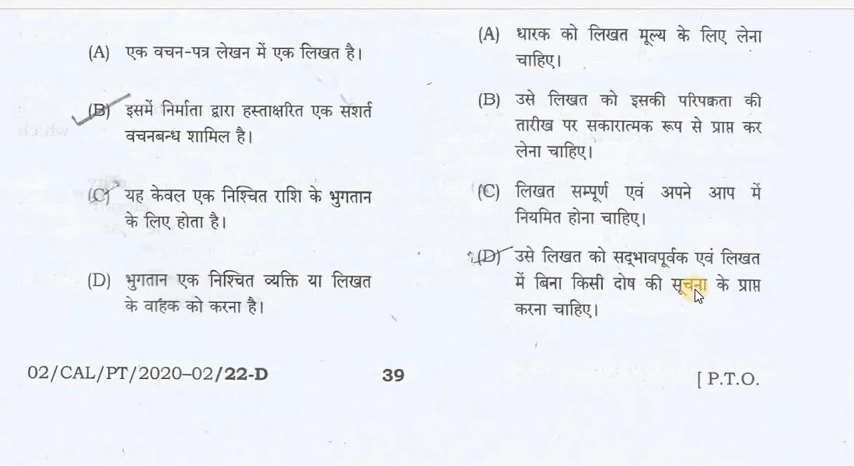 (A) एक वचन-पत्र लेखन में एक लिखत है।
(B) इसमें निर्माता द्वारा हस्ताक्षरित एक सशर्त
वचनबन्ध शामिल है।
(C) यह केवल एक निश्चित राशि के भुगतान
के लिए होता है।
(D) भुगतान एक निश्चित व्यक्ति या लिखत
के वाहक को करना है।
(A) धारक को लिखत मूल्य के लिए लेना
चाहिए।
(B) उसे लिखत को इसकी परिपक्वता की
तारीख पर सकारात्मक रूप से प्राप्त कर
लेना चाहिए।
(C) लिखत सम्पूर्ण एवं अपने आप में
नियमित होना चाहिए।
(D) उसे लिखत को सद्भावपूर्वक एवं लिखत
में बिना किसी दोष की सूचना के प्राप्त
करना चाहिए।
02/CAL/PT/2020–02/22-D
39
[ P.T.O.